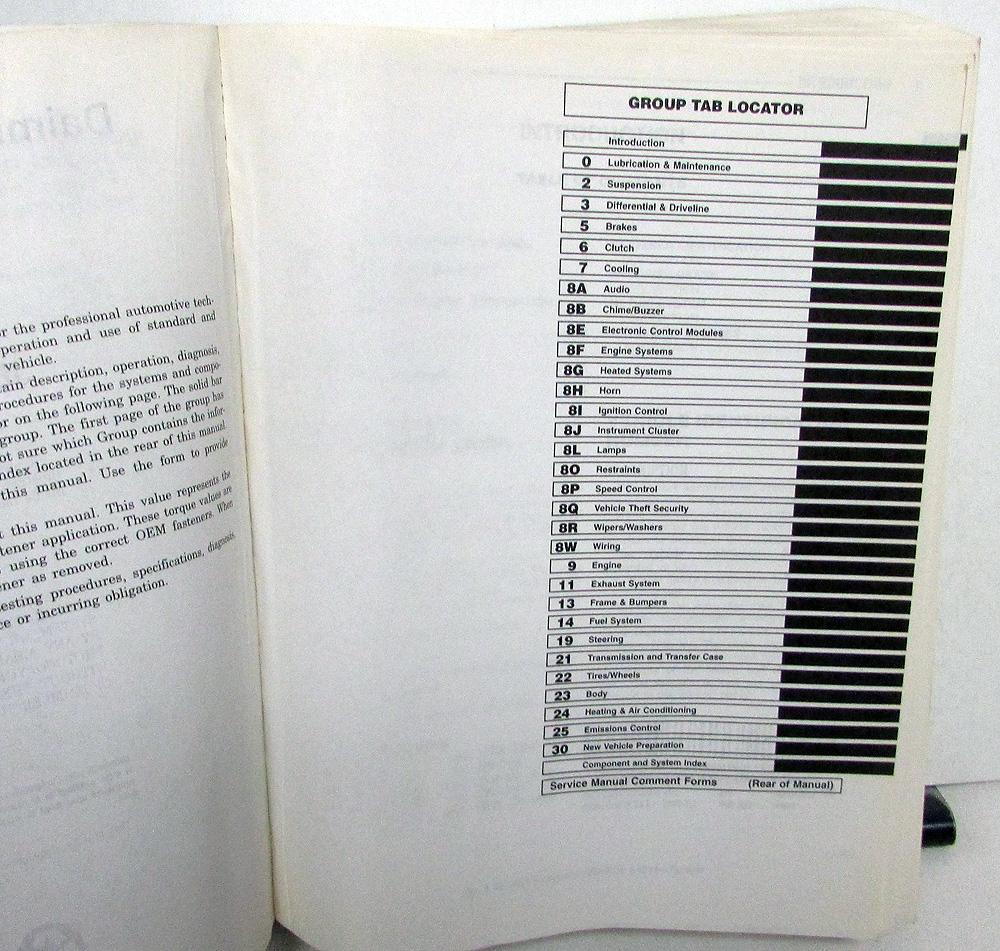 r the professional automotive tech-
peration and use of standard and
vehicle.
ain description, operation, diagnosis,
rocedures for the systems and compo-
r on the following page. The solid bar
group. The first page of the group has
ot sure which Group contains the infor-
ndex located in the rear of this manual.
this manual. Use the form to provide
t this manual. This value represents the
tener application. These torque values are
using the correct OEM fasteners. When
ner as removed.
esting procedures, specifications, diagnosis,
ce or incurring obligation.
GROUP TAB LOCATOR
Introduction
0 Lubrication & Maintenance
2 Suspension
3 Differential & Driveline
5 Brakes
6 Clutch
7 Cooling
8A Audio
8B Chime/Buzzer
8E Electronic Control Modules
8F Engine Systems
8G Heated Systems
8H Horn
8I Ignition Control
8J Instrument Cluster
8L Lamps
8O Restraints
8P Speed Control
8Q Vehicle Theft Security
8R Wipers/Washers
8W Wiring
9 Engine
11 Exhaust System
13 Frame & Bumpers
14 Fuel System
19 Steering
21 Transmission and Transfer Case
22 Tires/Wheels
23 Body
24 Heating & Air Conditioning
25 Emissions Control
30 New Vehicle Preparation
Component and System Index
Service Manual Comment Forms (Rear of Manual)